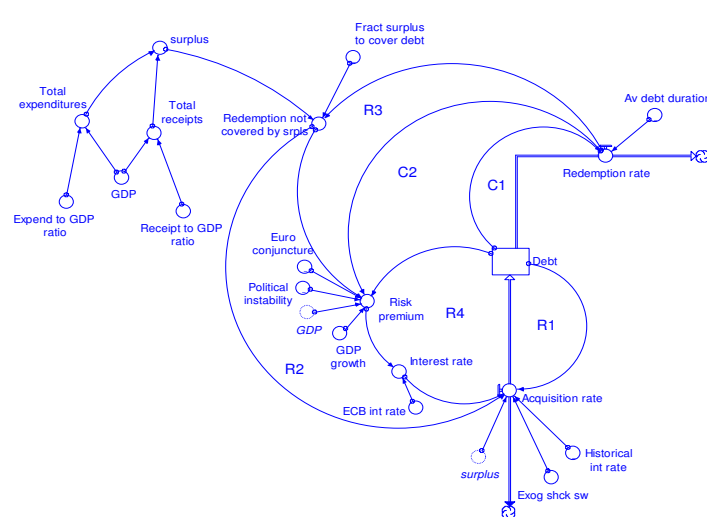 Fract surplus
to cover debt
surplus
Total
expenditures
Total
receipts
Redemption not
covered by srpls
R3
Av debt duration
C2
C1
Redemption rate
GDP
Expend to GDP
ratio
Receipt to GDP
ratio
Euro
conjuncture
Debt
Political
instability
GDP
Risk
premium
R4
R1
GDP
growth
R2
Interest rate
ECB int rate
Acquisition rate
Historical
int rate
surplus
Exog shck sw